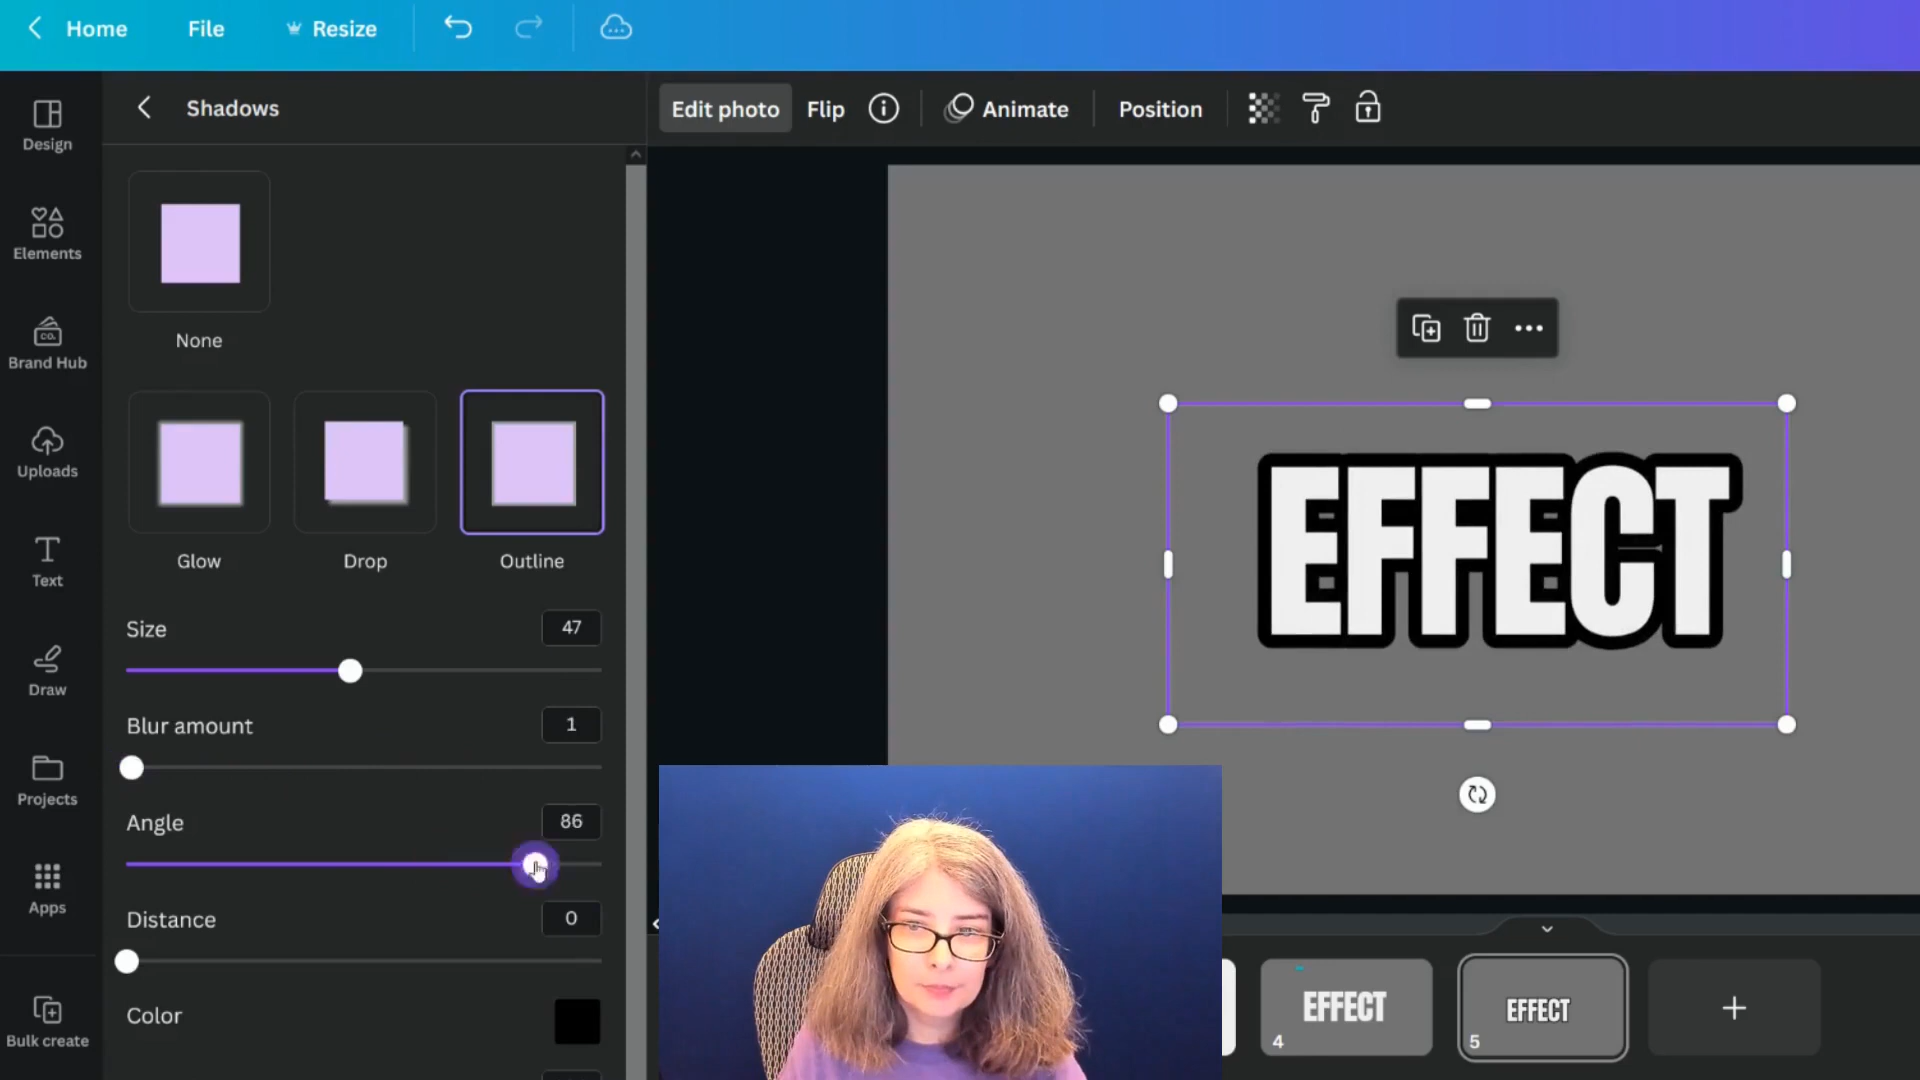 Home File Resize
Design
Elements
CO.
Brand Hub
Uploads
Text
Draw
Projects
Apps
Bulk create
Shadows
None
Glow Drop Outline
Size 47
Blur amount 1
Angle 86
Distance 0
Color
Edit photo Flip Animate Position
EFFECT
EFFECT
4
EFFECT
5